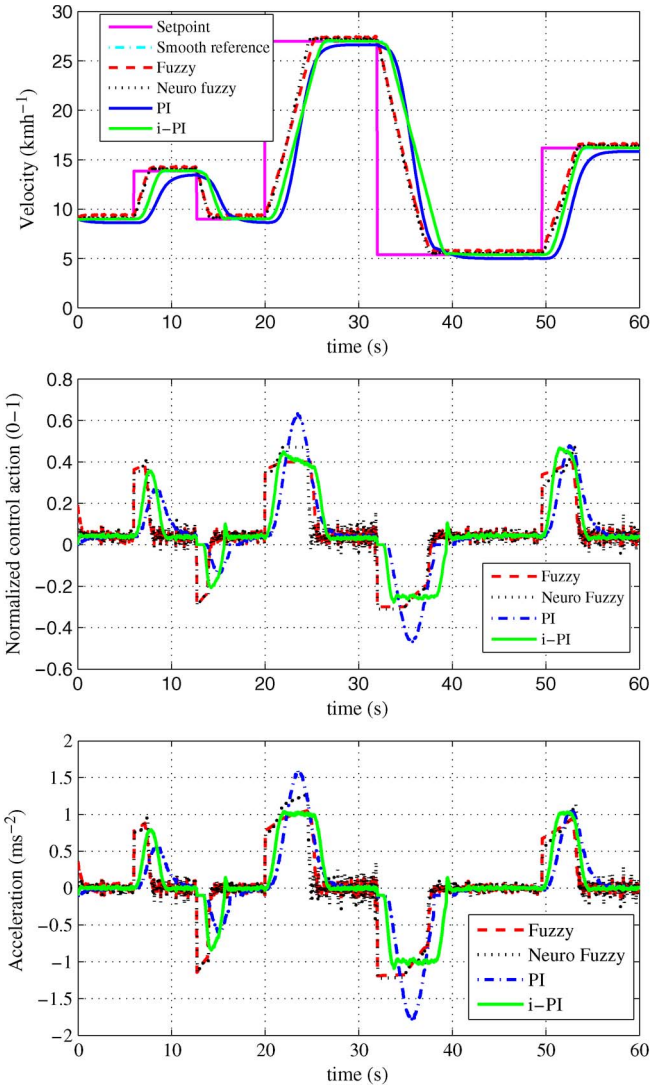 30
25
20
15
10
5
0
Velocity (kmh−1)
Setpoint
Smooth reference
Fuzzy
Neuro fuzzy
PI
i−PI
0 10 20 30 40 50 60
time (s)
0.8
0.6
0.4
0.2
0
−0.2
−0.4
−0.6
Normalized control action (0−1)
Fuzzy
Neuro Fuzzy
PI
i−PI
0 10 20 30 40 50 60
time (s)
2
1.5
1
0.5
0
−0.5
−1
−1.5
−2
Acceleration (ms−2)
Fuzzy
Neuro Fuzzy
PI
i−PI
0 10 20 30 40 50 60
time (s)